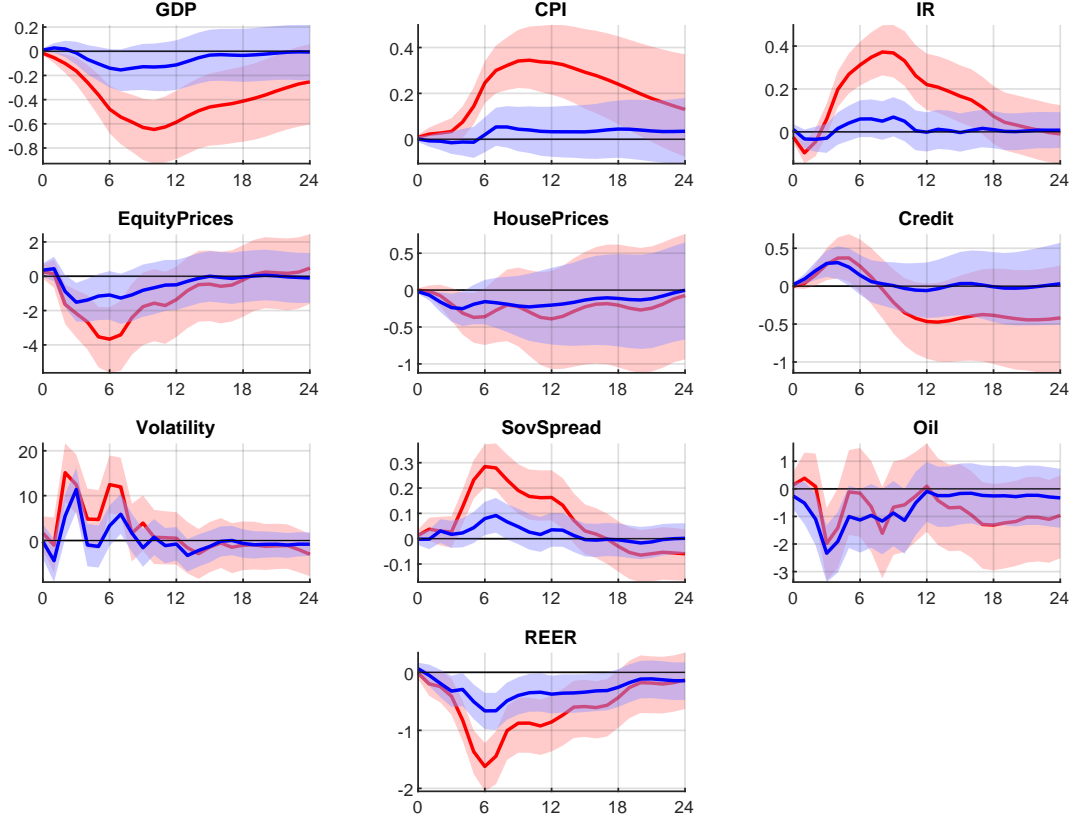 GDP
0.2
0
-0.2
-0.4
-0.6
-0.8
0 6 12 18 24
CPI
0.4
0.2
0
0 6 12 18 24
IR
0.4
0.2
0
0 6 12 18 24
EquityPrices
2
0
-2
-4
0 6 12 18 24
HousePrices
0.5
0
-0.5
-1
0 6 12 18 24
Credit
0.5
0
-0.5
-1
0 6 12 18 24
Volatility
20
10
0
0 6 12 18 24
SovSpread
0.3
0.2
0.1
0
-0.1
0 6 12 18 24
Oil
1
0
-1
-2
-3
0 6 12 18 24
REER
0
-1
-2
0 6 12 18 24